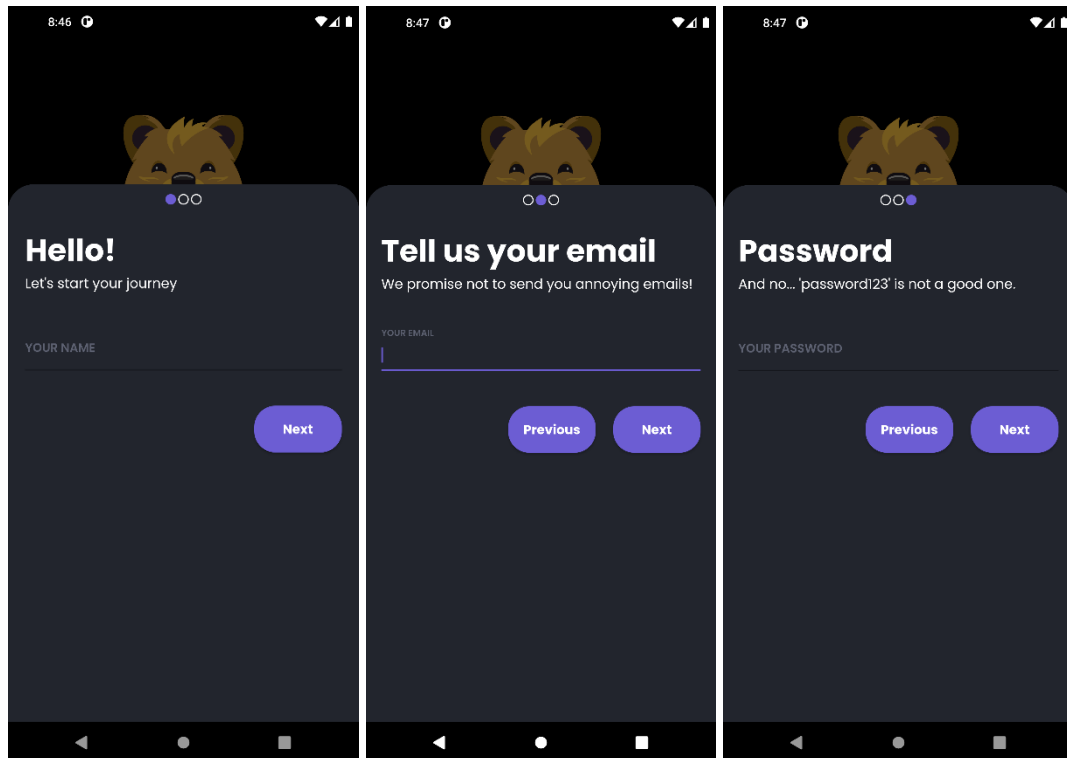 8:46
Hello!
Let's start your journey
YOUR NAME
Next
8:47
Tell us your email
We promise not to send you annoying emails!
YOUR EMAIL
Previous
Next
8:47
Password
And no... 'password123' is not a good one.
YOUR PASSWORD
Previous
Next